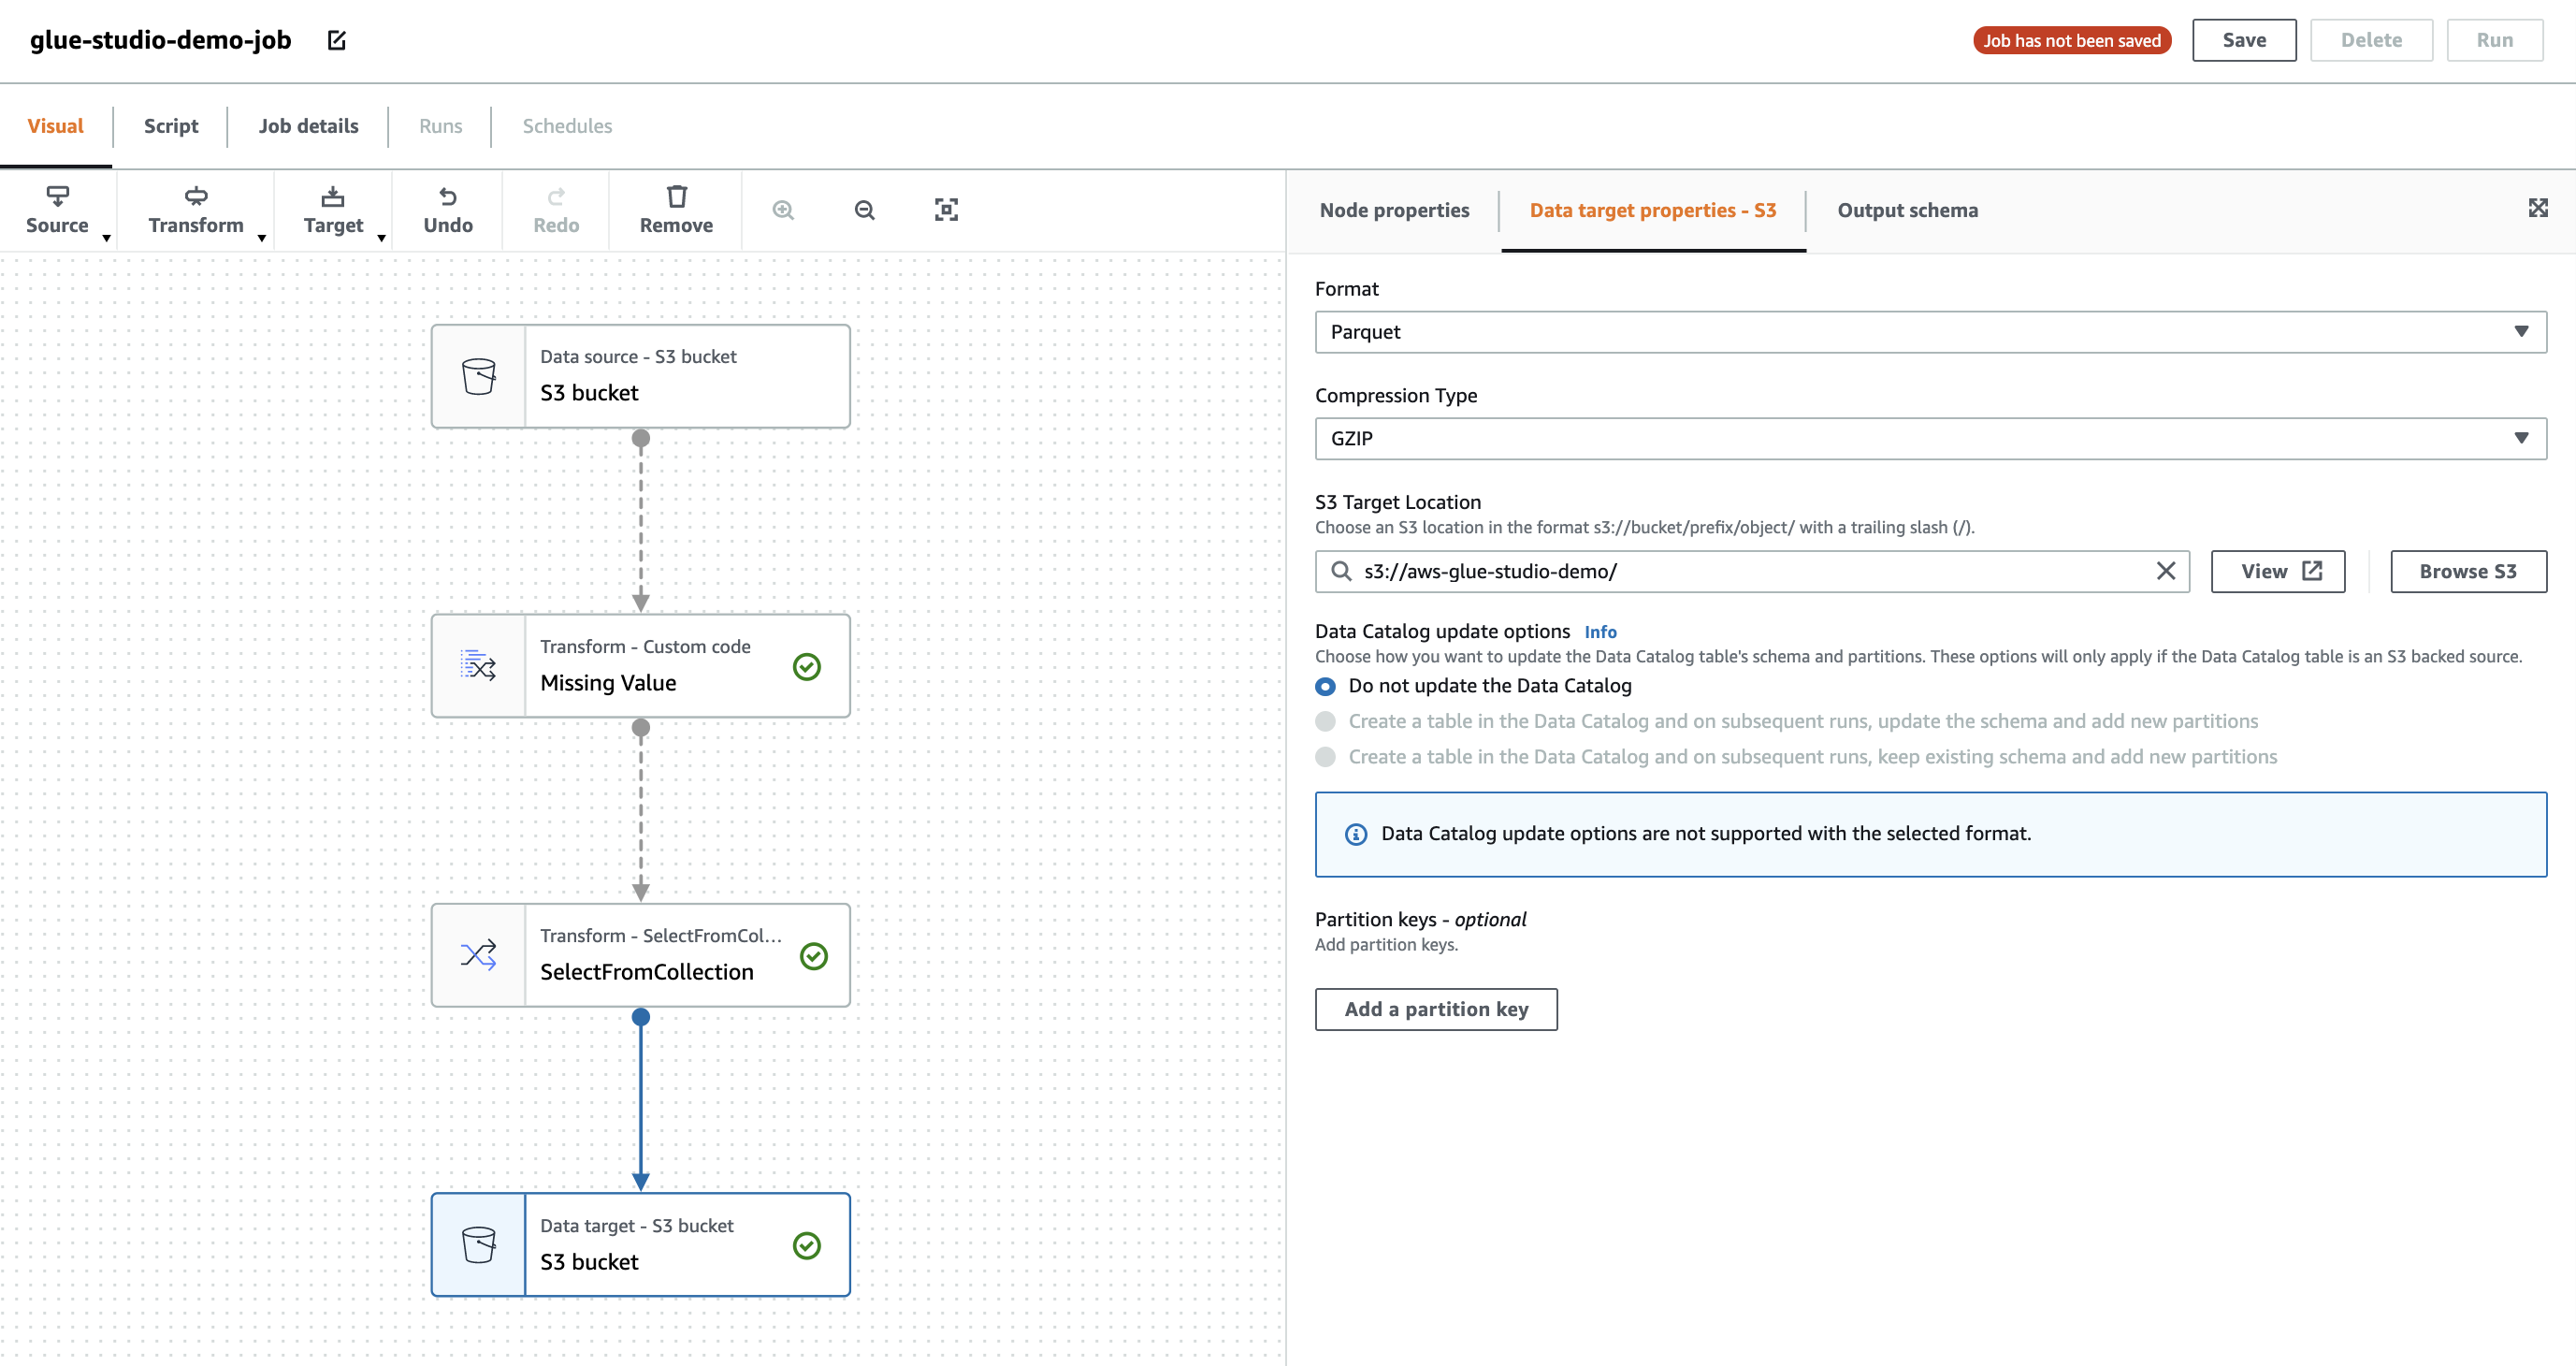 glue-studio-demo-job
Job has not been saved
Save
Delete
Run
Visual
Script
Job details
Runs
Schedules
Source
Transform
Target
Undo
Redo
Remove
Data source - S3 bucket
S3 bucket
Transform - Custom code
Missing Value
Transform - SelectFromCol...
SelectFromCollection
Data target - S3 bucket
S3 bucket
Node properties
Data target properties - S3
Output schema
Format
Parquet
Compression Type
GZIP
S3 Target Location
Choose an S3 location in the format s3://bucket/prefix/object/ with a trailing slash (/).
s3://aws-glue-studio-demo/
View
Browse S3
Data Catalog update options Info
Choose how you want to update the Data Catalog table's schema and partitions. These options will only apply if the Data Catalog table is an S3 backed source.
Do not update the Data Catalog
Create a table in the Data Catalog and on subsequent runs, update the schema and add new partitions
Create a table in the Data Catalog and on subsequent runs, keep existing schema and add new partitions
Data Catalog update options are not supported with the selected format.
Partition keys - optional
Add partition keys.
Add a partition key